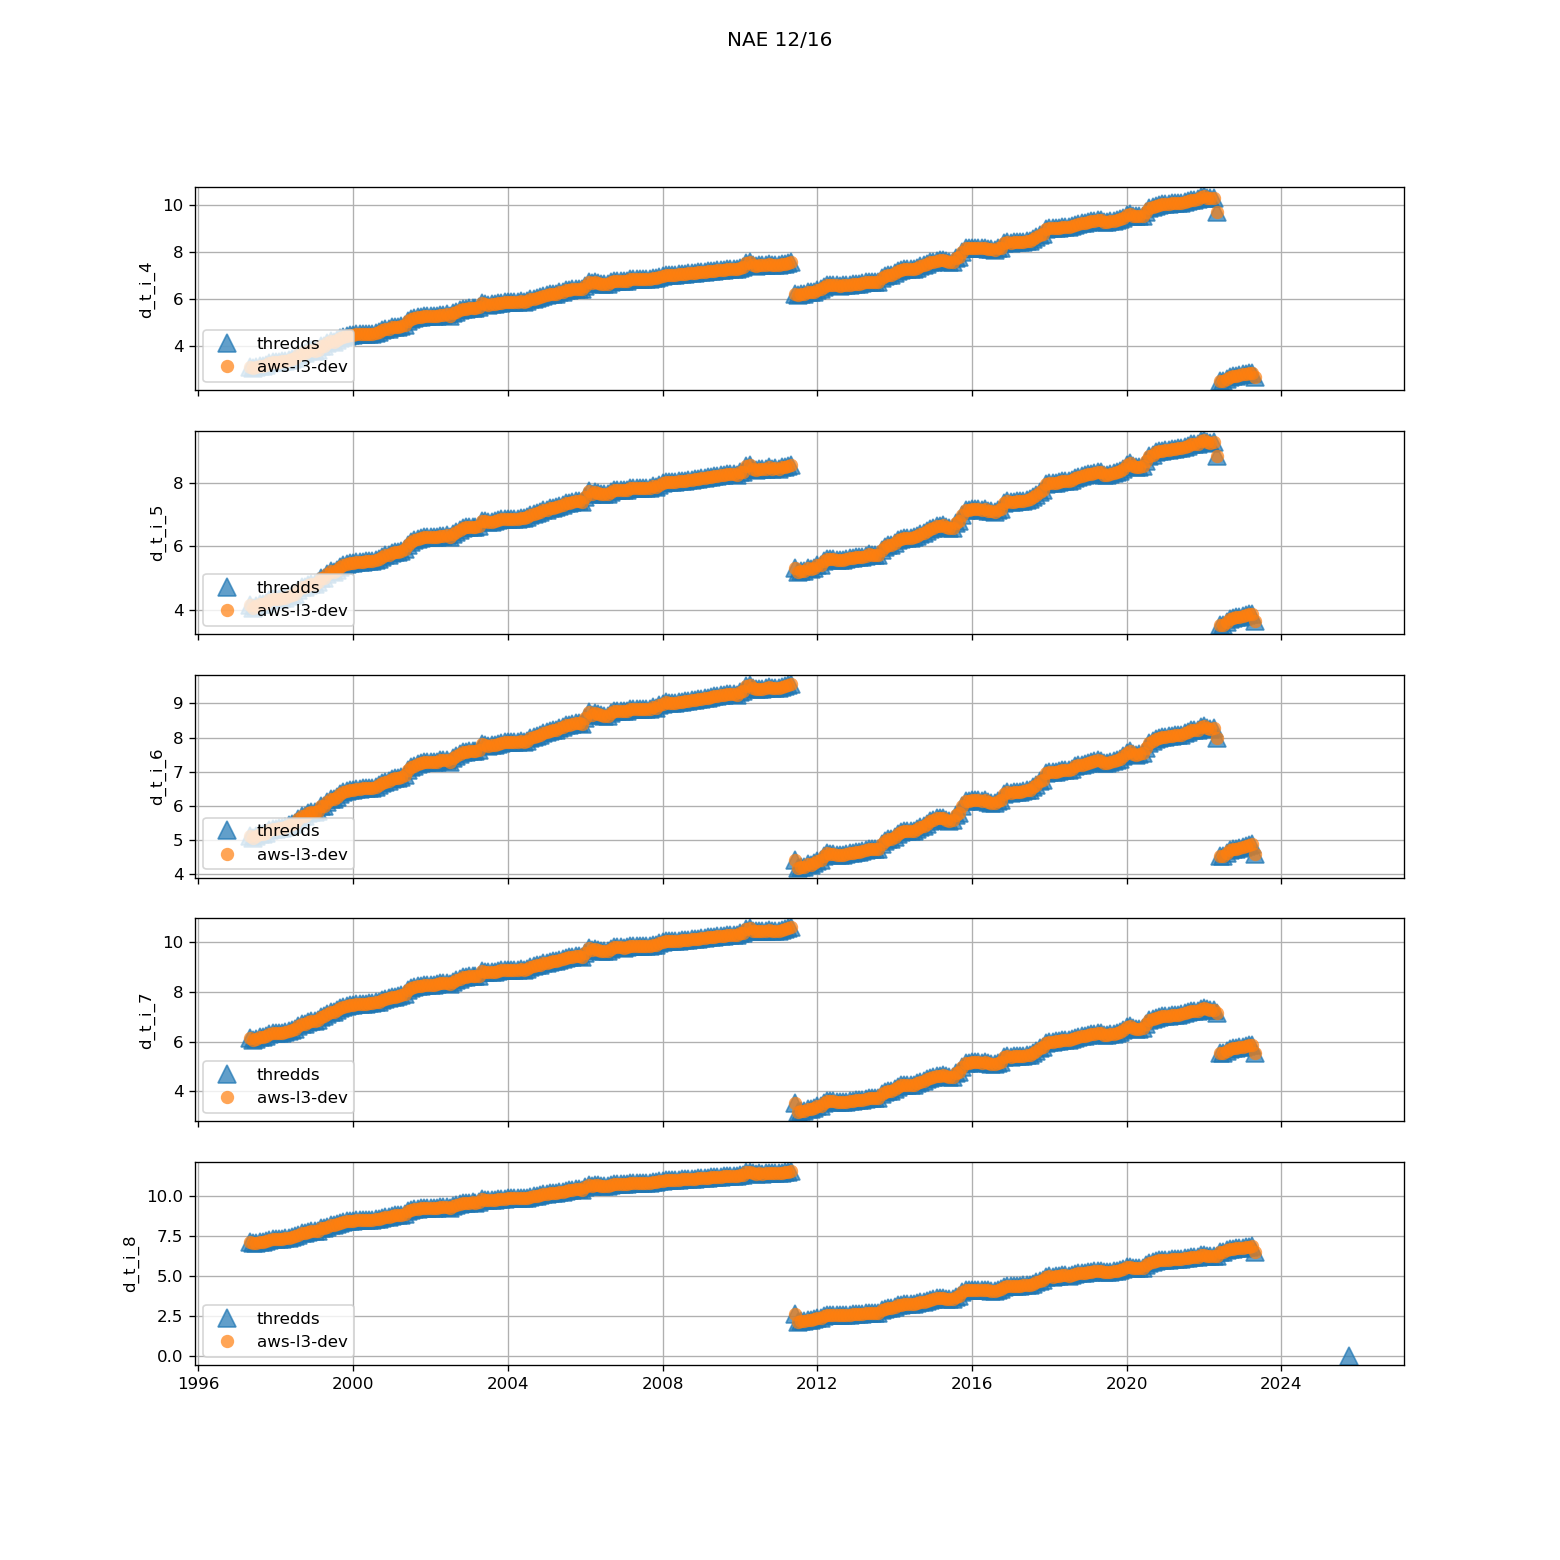 NAE 12/16
10
8
6
4
d_t_i_4
thredds
aws-l3-dev
8
6
4
d_t_i_5
thredds
aws-l3-dev
9
8
7
6
5
4
d_t_i_6
thredds
aws-l3-dev
10
8
6
4
d_t_i_7
thredds
aws-l3-dev
10.0
7.5
5.0
2.5
0.0
d_t_i_8
thredds
aws-l3-dev
1996 2000 2004 2008 2012 2016 2020 2024